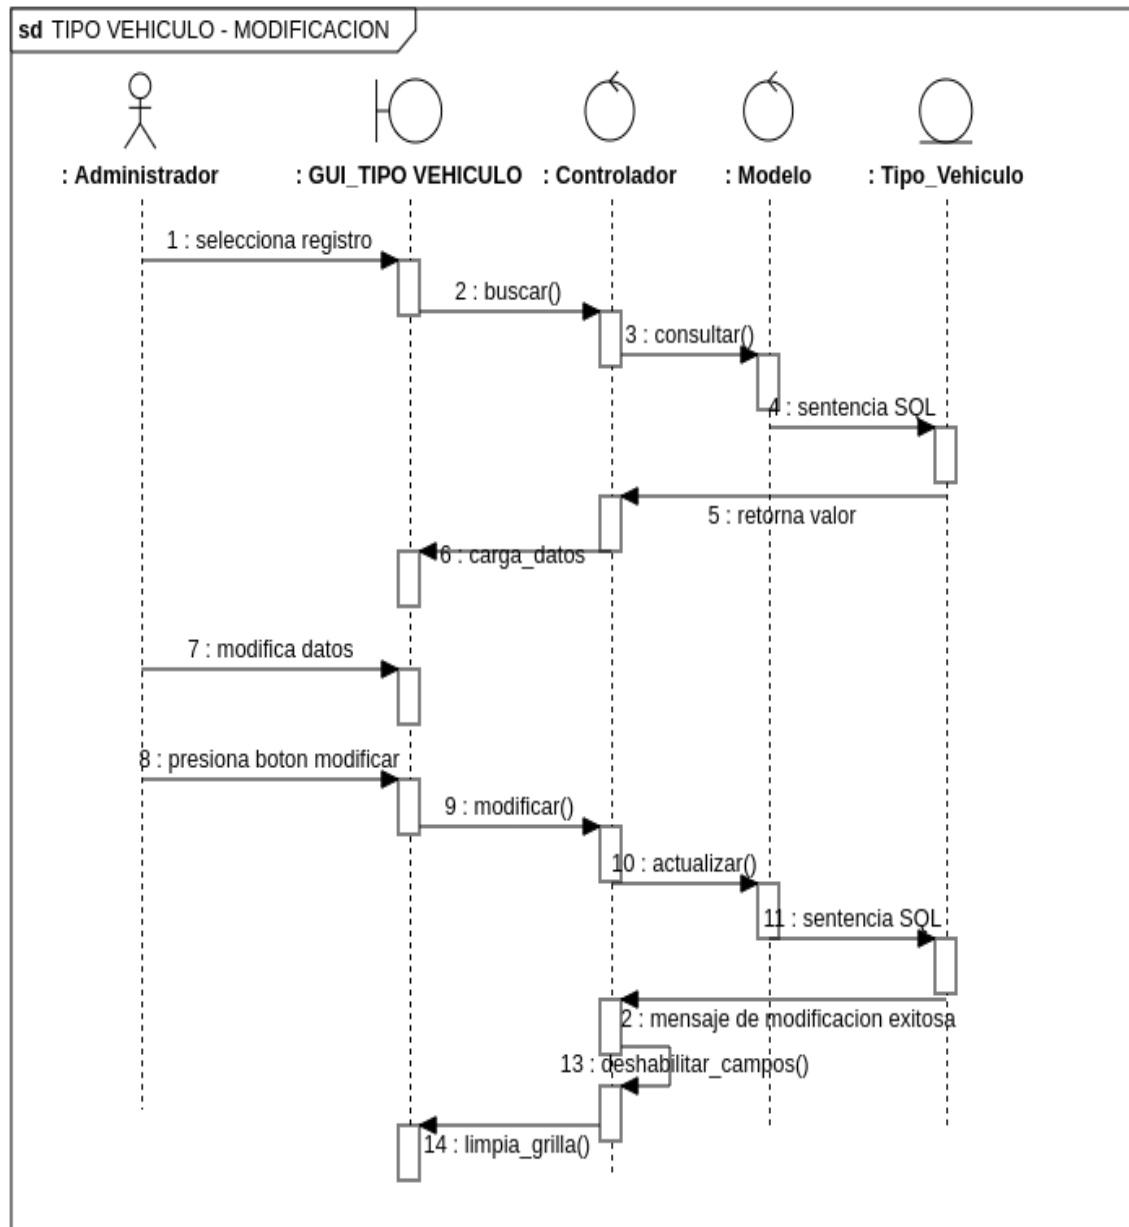 sd TIPO VEHICULO - MODIFICACION
: Administrador : GUI_TIPO VEHICULO : Controlador : Modelo : Tipo_Vehiculo
1 : selecciona registro
2 : buscar()
3 : consultar()
4 : sentencia SQL
5 : retorna valor
6 : carga_datos
7 : modifica datos
8 : presiona boton modificar
9 : modificar()
10 : actualizar()
11 : sentencia SQL
2 : mensaje de modificacion exitosa
13 : deshabilitar_campos()
14 : limpia_grilla()